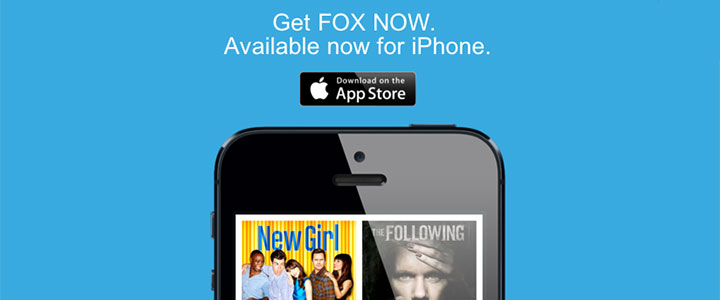 Get FOX NOW.
Available now for iPhone.
Download on the
App Store
New Girl
THE FOLLOWING